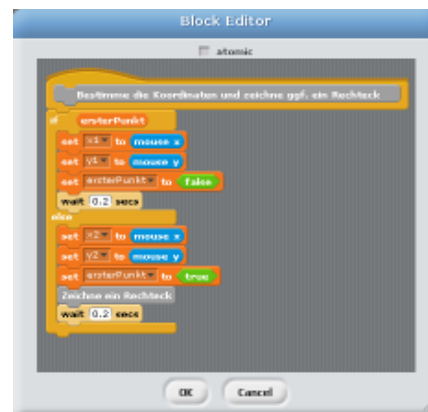 Block Editor
atomic
Bestimme die Koordinaten und zeichne ggf. ein Rechteck
if ersterPunkt
set x1 to mouse x
set y1 to mouse y
set ersterPunkt to false
wait 0.2 secs
else
set x2 to mouse x
set y2 to mouse y
set ersterPunkt to true
Zeichne ein Rechteck
wait 0.2 secs
OK Cancel